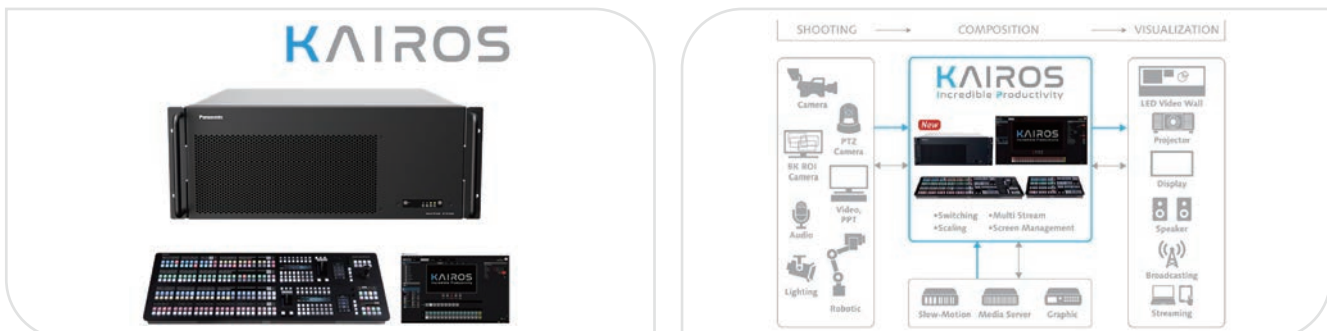 KAIROS
Panasonic
KAIROS
SHOOTING
COMPOSITION
VISUALIZATION
Camera
PTZ
Camera
8K ROI
Camera
Video,
PPT
Audio
Lighting
Robotic
KAIROS
Incredible Productivity
New
KAIROS
•Switching
•Multi Stream
•Scaling
•Screen Management
Slow-Motion
Media Server
Graphic
LED Video Wall
Projector
Display
Speaker
Broadcasting
Streaming